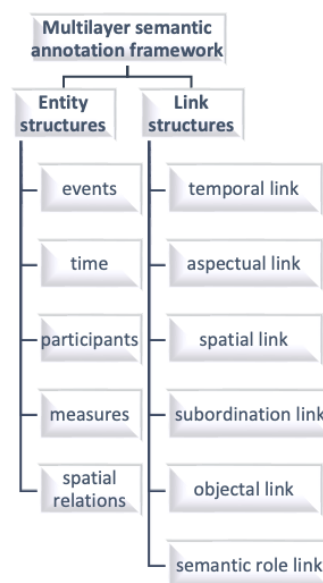 Multilayer semantic
annotation framework
Entity
structures
events
time
participants
measures
spatial
relations
Link
structures
temporal link
aspectual link
spatial link
subordination link
objectal link
semantic role link